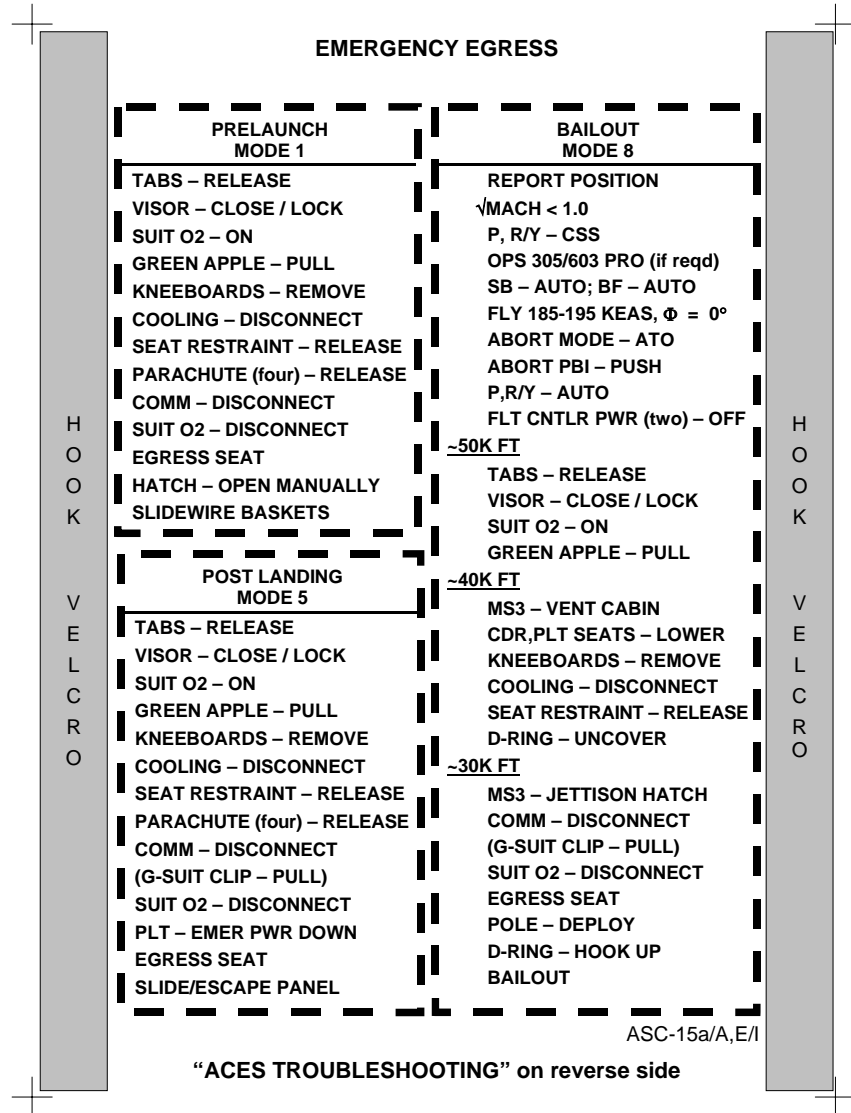 EMERGENCY EGRESS
PRELAUNCH
MODE 1
TABS – RELEASE
VISOR – CLOSE / LOCK
SUIT O2 – ON
GREEN APPLE – PULL
KNEEBOARDS – REMOVE
COOLING – DISCONNECT
SEAT RESTRAINT – RELEASE
PARACHUTE (four) – RELEASE
COMM – DISCONNECT
SUIT O2 – DISCONNECT
EGRESS SEAT
HATCH – OPEN MANUALLY
SLIDEWIRE BASKETS
POST LANDING
MODE 5
TABS – RELEASE
VISOR – CLOSE / LOCK
SUIT O2 – ON
GREEN APPLE – PULL
KNEEBOARDS – REMOVE
COOLING – DISCONNECT
SEAT RESTRAINT – RELEASE
PARACHUTE (four) – RELEASE
COMM – DISCONNECT
(G-SUIT CLIP – PULL)
SUIT O2 – DISCONNECT
PLT – EMER PWR DOWN
EGRESS SEAT
SLIDE/ESCAPE PANEL
BAILOUT
MODE 8
REPORT POSITION
√MACH < 1.0
P, R/Y – CSS
OPS 305/603 PRO (if reqd)
SB – AUTO; BF – AUTO
FLY 185-195 KEAS, Φ = 0°
ABORT MODE – ATO
ABORT PBI – PUSH
P,R/Y – AUTO
FLT CNTLR PWR (two) – OFF
~50K FT
TABS – RELEASE
VISOR – CLOSE / LOCK
SUIT O2 – ON
GREEN APPLE – PULL
~40K FT
MS3 – VENT CABIN
CDR,PLT SEATS – LOWER
KNEEBOARDS – REMOVE
COOLING – DISCONNECT
SEAT RESTRAINT – RELEASE
D-RING – UNCOVER
~30K FT
MS3 – JETTISON HATCH
COMM – DISCONNECT
(G-SUIT CLIP – PULL)
SUIT O2 – DISCONNECT
EGRESS SEAT
POLE – DEPLOY
D-RING – HOOK UP
BAILOUT
HOOK VELCRO
HOOK VELCRO
ASC-15a/A,E/I
“ACES TROUBLESHOOTING” on reverse side